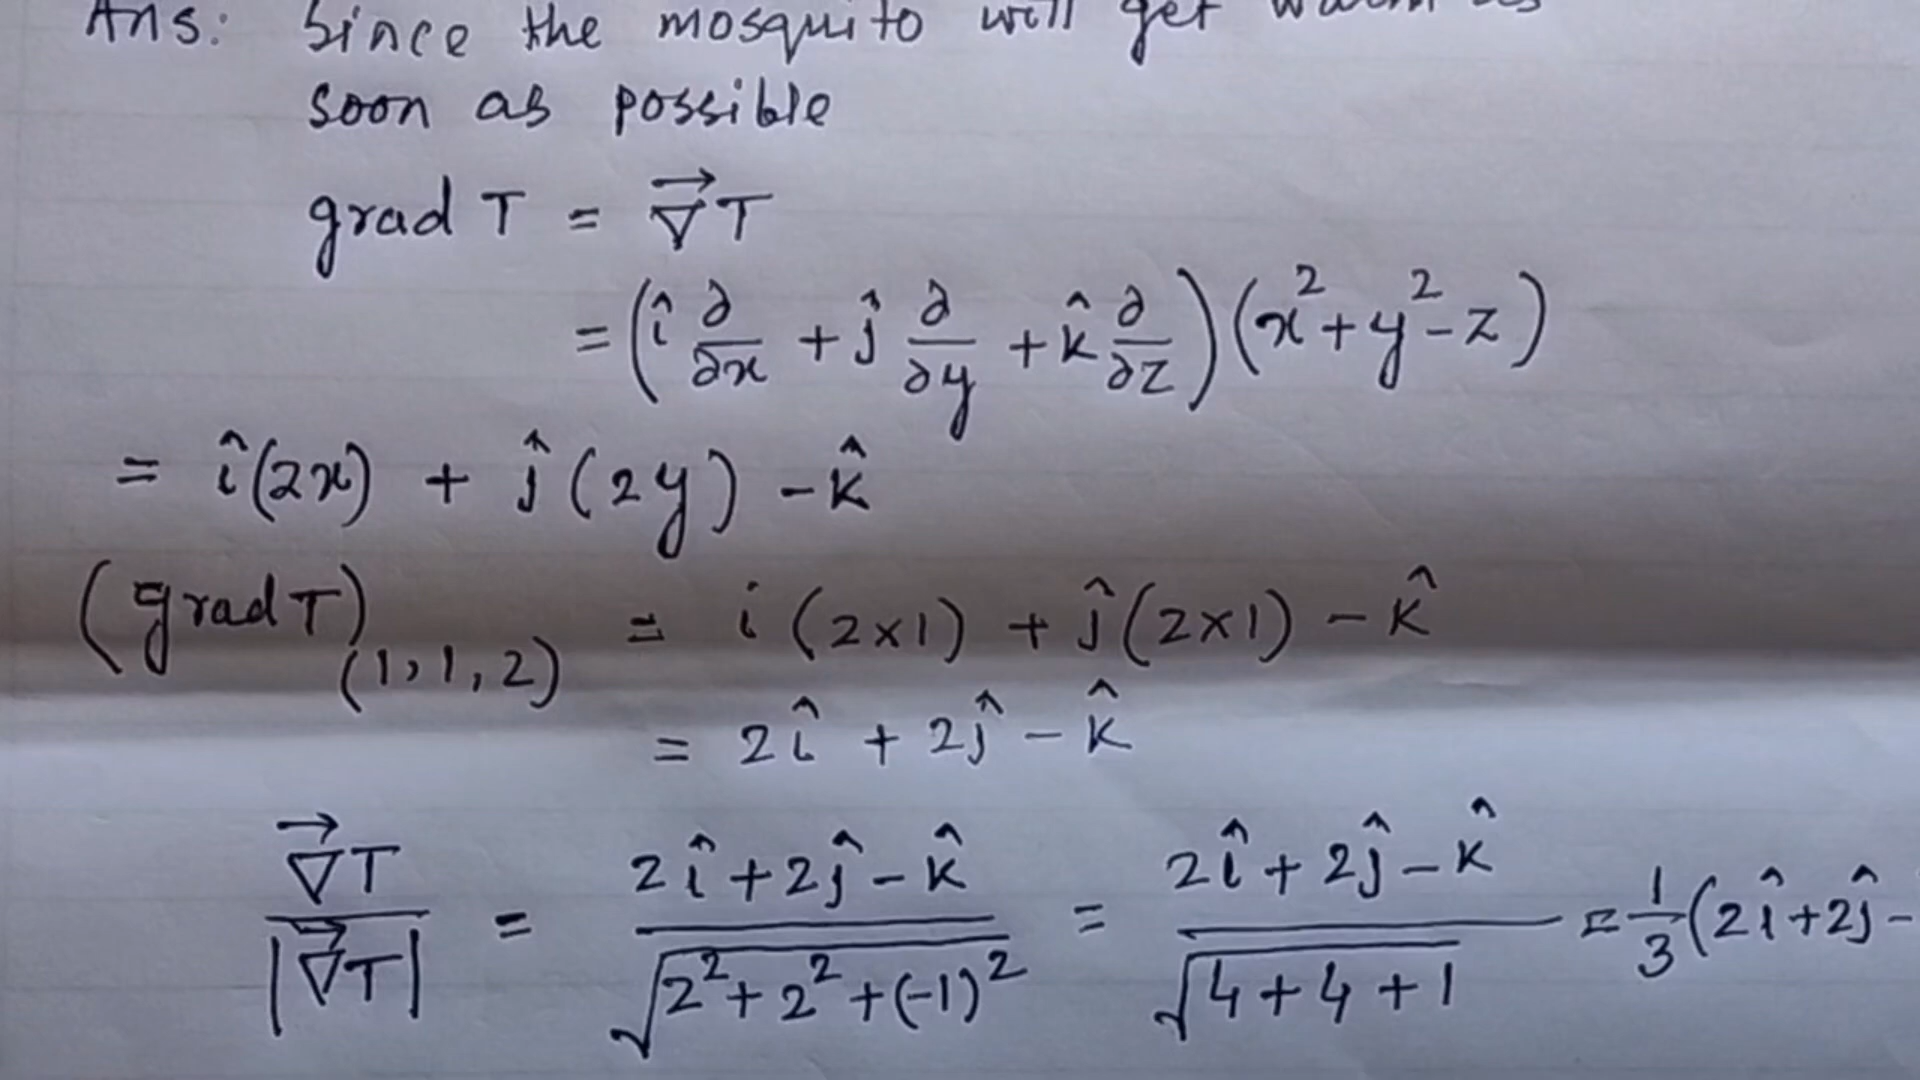 Ans: Since the mosquito will get warm as
soon as possible
grad T = ∇⃗T
= (î ∂/∂x + ĵ ∂/∂y + k̂ ∂/∂z)(x² + y² - z)
= î(2x) + ĵ(2y) - k̂
(grad T)(1,1,2) = i(2×1) + ĵ(2×1) - k̂
= 2î + 2ĵ - k̂
∇⃗T/|∇⃗T| = (2î + 2ĵ - k̂)/√(2² + 2² + (-1)²) = (2î + 2ĵ - k̂)/√(4 + 4 + 1) = 1/3(2î + 2ĵ -